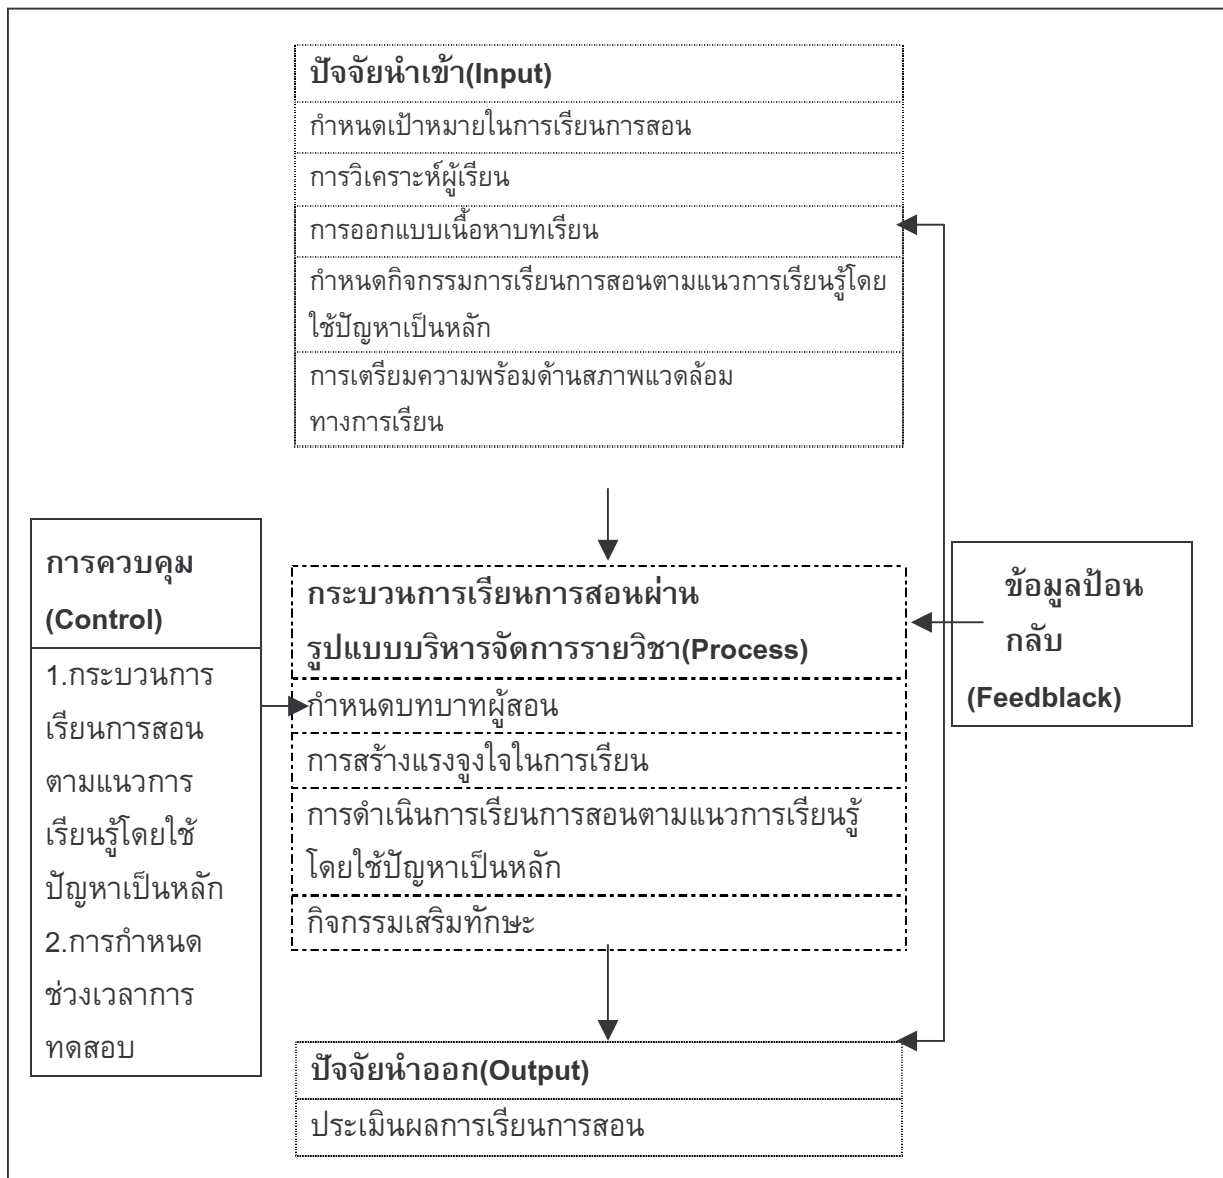 ปัจจัยนำเข้า(Input)
กำหนดเป้าหมายในการเรียนการสอน
การวิเคราะห์ผู้เรียน
การออกแบบเนื้อหาบทเรียน
กำหนดกิจกรรมการเรียนการสอนตามแนวการเรียนรู้โดย
ใช้ปัญหาเป็นหลัก
การเตรียมความพร้อมด้านสภาพแวดล้อม
ทางการเรียน
การควบคุม
(Control)
1.กระบวนการ
เรียนการสอน
ตามแนวการ
เรียนรู้โดยใช้
ปัญหาเป็นหลัก
2.การกำหนด
ช่วงเวลาการ
ทดสอบ
กระบวนการเรียนการสอนผ่าน
รูปแบบบริหารจัดการรายวิชา(Process)
กำหนดบทบาทผู้สอน
การสร้างแรงจูงใจในการเรียน
การดำเนินการเรียนการสอนตามแนวการเรียนรู้
โดยใช้ปัญหาเป็นหลัก
กิจกรรมเสริมทักษะ
ข้อมูลป้อน
กลับ
(Feedblack)
ปัจจัยนำออก(Output)
ประเมินผลการเรียนการสอน